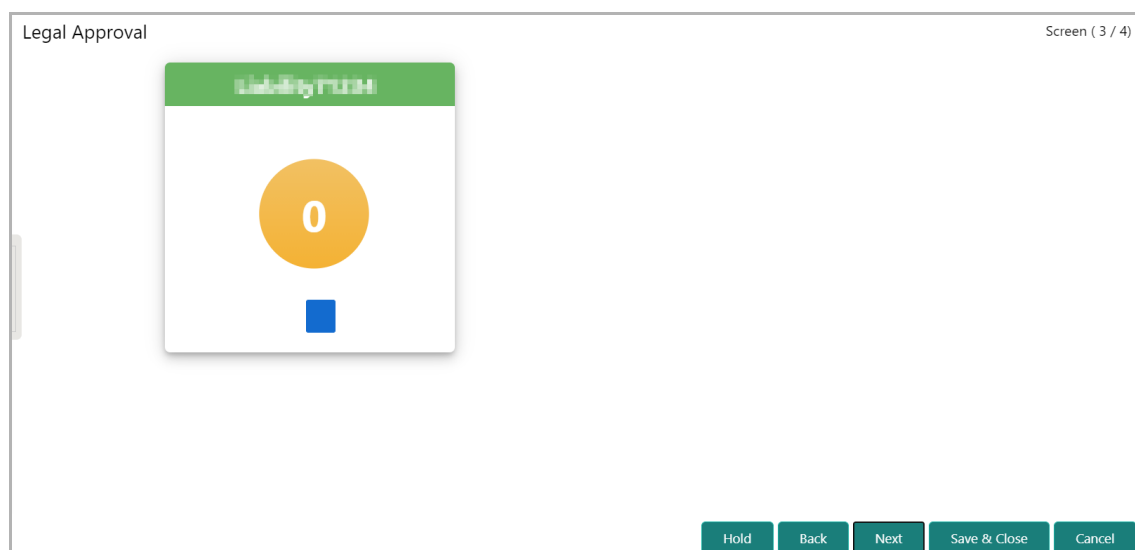 Legal Approval
Screen ( 3 / 4)
0
Hold
Back
Next
Save & Close
Cancel